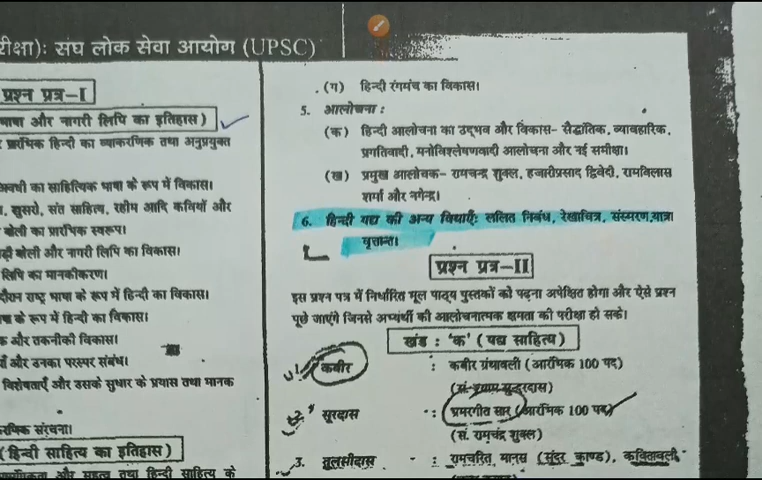 रीक्षा): संघ लोक सेवा आयोग (UPSC)
प्रश्न पत्र-I
भाषा और नागरी लिपि का इतिहास)
प्रारंभिक हिन्दी का व्याकरणिक तथा अनुप्रयुक्त
अवधी का साहित्यिक भाषा के रूप में विकास।
खुसरो, संत साहित्य, रहीम आदि कवियों और
बोली का प्रारंभिक स्वरूप।
बोली और नागरी लिपि का विकास।
लिपि का मानकीकरण।
दौरान राष्ट्र भाषा के रूप में हिन्दी का विकास।
के रूप में हिन्दी का विकास।
और तकनीकी विकास।
और उनका परस्पर संबंध।
विशेषताएँ और उसके सुधार के प्रयास तथा मानक
संरचना।
(हिन्दी साहित्य का इतिहास)
और महत्व तथा हिन्दी साहित्य के
(ग) हिन्दी रंगमंच का विकास।
5. आलोचना :
(क) हिन्दी आलोचना का उद्भव और विकास- सैद्धांतिक, व्यावहारिक,
प्रगतिवादी, मनोविश्लेषणवादी आलोचना और नई समीक्षा।
(ख) प्रमुख आलोचक- रामचन्द्र शुक्ल, हजारीप्रसाद द्विवेदी, रामविलास
शर्मा और नगेन्द्र।
6. हिन्दी गद्य की अन्य विधाएँ: ललित निबंध, रेखाचित्र, संस्मरण, यात्रा
वृत्तान्त।
प्रश्न पत्र-II
इस प्रश्न पत्र में निर्धारित मूल पाठ्य पुस्तकों को पढ़ना अपेक्षित होगा और ऐसे प्रश्न
पूछे जाएंगे जिनसे अभ्यर्थी की आलोचनात्मक क्षमता की परीक्षा हो सके।
खंड : 'क' (पद्य साहित्य)
1. कबीर : कबीर ग्रंथावली (आरंभिक 100 पद)
(सं. श्याम सुन्दरदास)
2. सूरदास : भ्रमरगीत सार (आरंभिक 100 पद)
(सं. रामचंद्र शुक्ल)
3. तुलसीदास : रामचरित मानस (सुंदर काण्ड), कवितावली